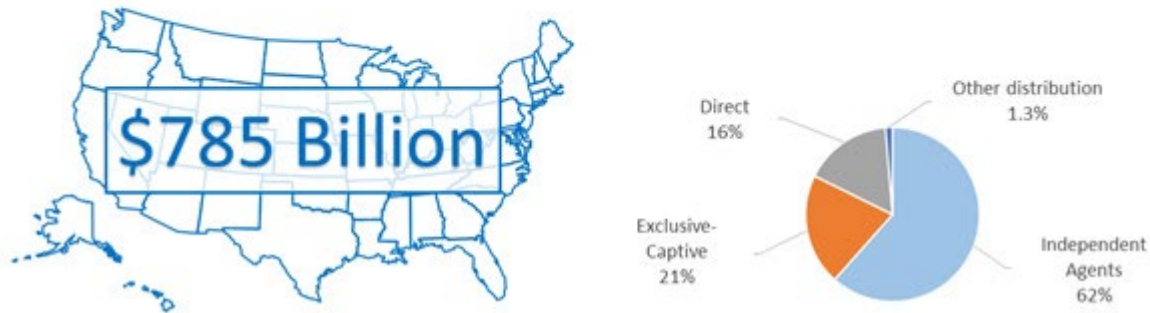 $785 Billion
Other distribution
1.3%
Direct
16%
Exclusive-
Captive
21%
Independent
Agents
62%